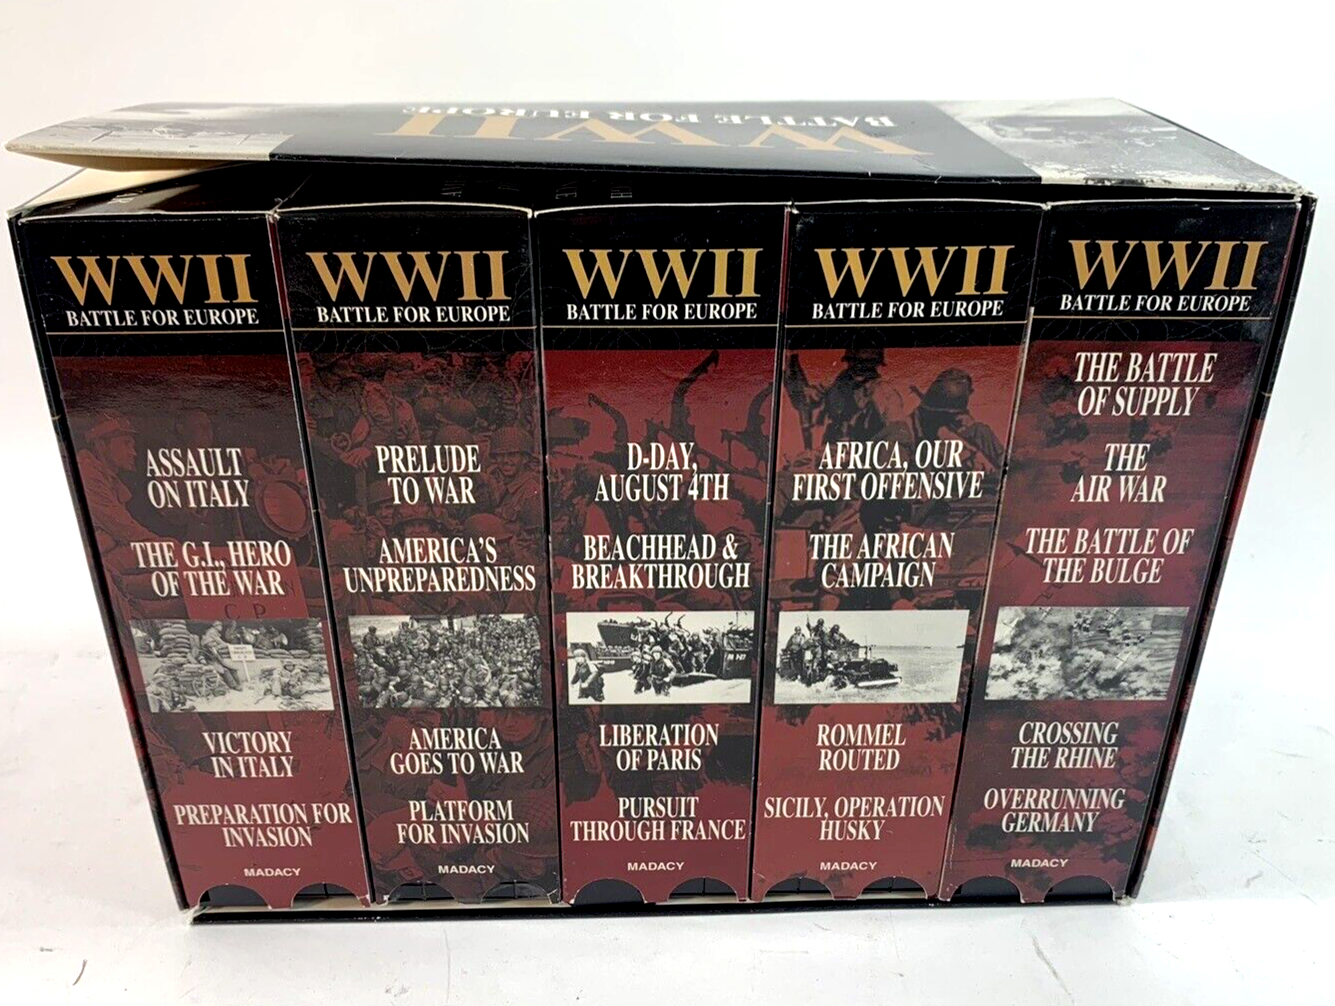 WWII
BATTLE FOR EUROPE
WWII
BATTLE FOR EUROPE
ASSAULT
ON ITALY
THE G.I., HERO
OF THE WAR
C P
VICTORY
IN ITALY
PREPARATION FOR
INVASION
MADACY
WWII
BATTLE FOR EUROPE
PRELUDE
TO WAR
AMERICA'S
UNPREPAREDNESS
AMERICA
GOES TO WAR
PLATFORM
FOR INVASION
MADACY
WWII
BATTLE FOR EUROPE
D-DAY,
AUGUST 4TH
BEACHHEAD &
BREAKTHROUGH
LIBERATION
OF PARIS
PURSUIT
THROUGH FRANCE
MADACY
WWII
BATTLE FOR EUROPE
AFRICA, OUR
FIRST OFFENSIVE
THE AFRICAN
CAMPAIGN
ROMMEL
ROUTED
SICILY, OPERATION
HUSKY
MADACY
WWII
BATTLE FOR EUROPE
THE BATTLE
OF SUPPLY
THE
AIR WAR
THE BATTLE OF
THE BULGE
CROSSING
THE RHINE
OVERRUNNING
GERMANY
MADACY